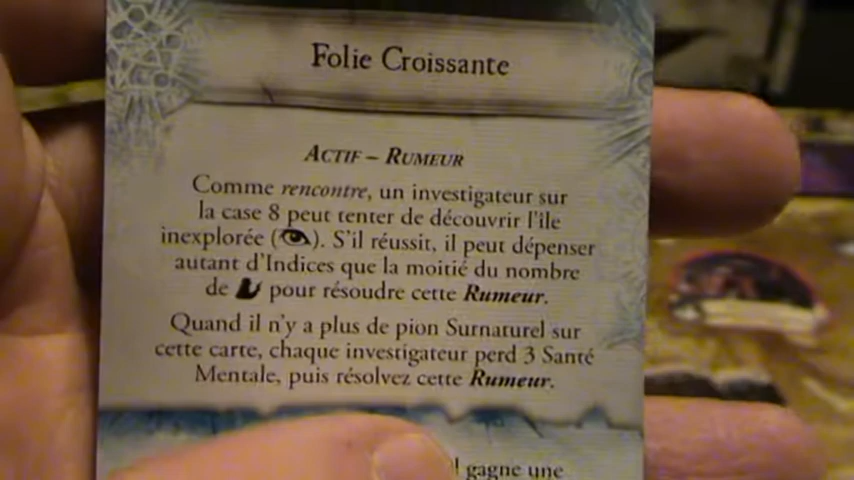 Folie Croissante
ACTIF – RUMEUR
Comme rencontre, un investigateur sur
la case 8 peut tenter de découvrir l'île
inexplorée (). S'il réussit, il peut dépenser
autant d'Indices que la moitié du nombre
de pour résoudre cette Rumeur.
Quand il n'y a plus de pion Surnaturel sur
cette carte, chaque investigateur perd 3 Santé
Mentale, puis résolvez cette Rumeur.
gagne une